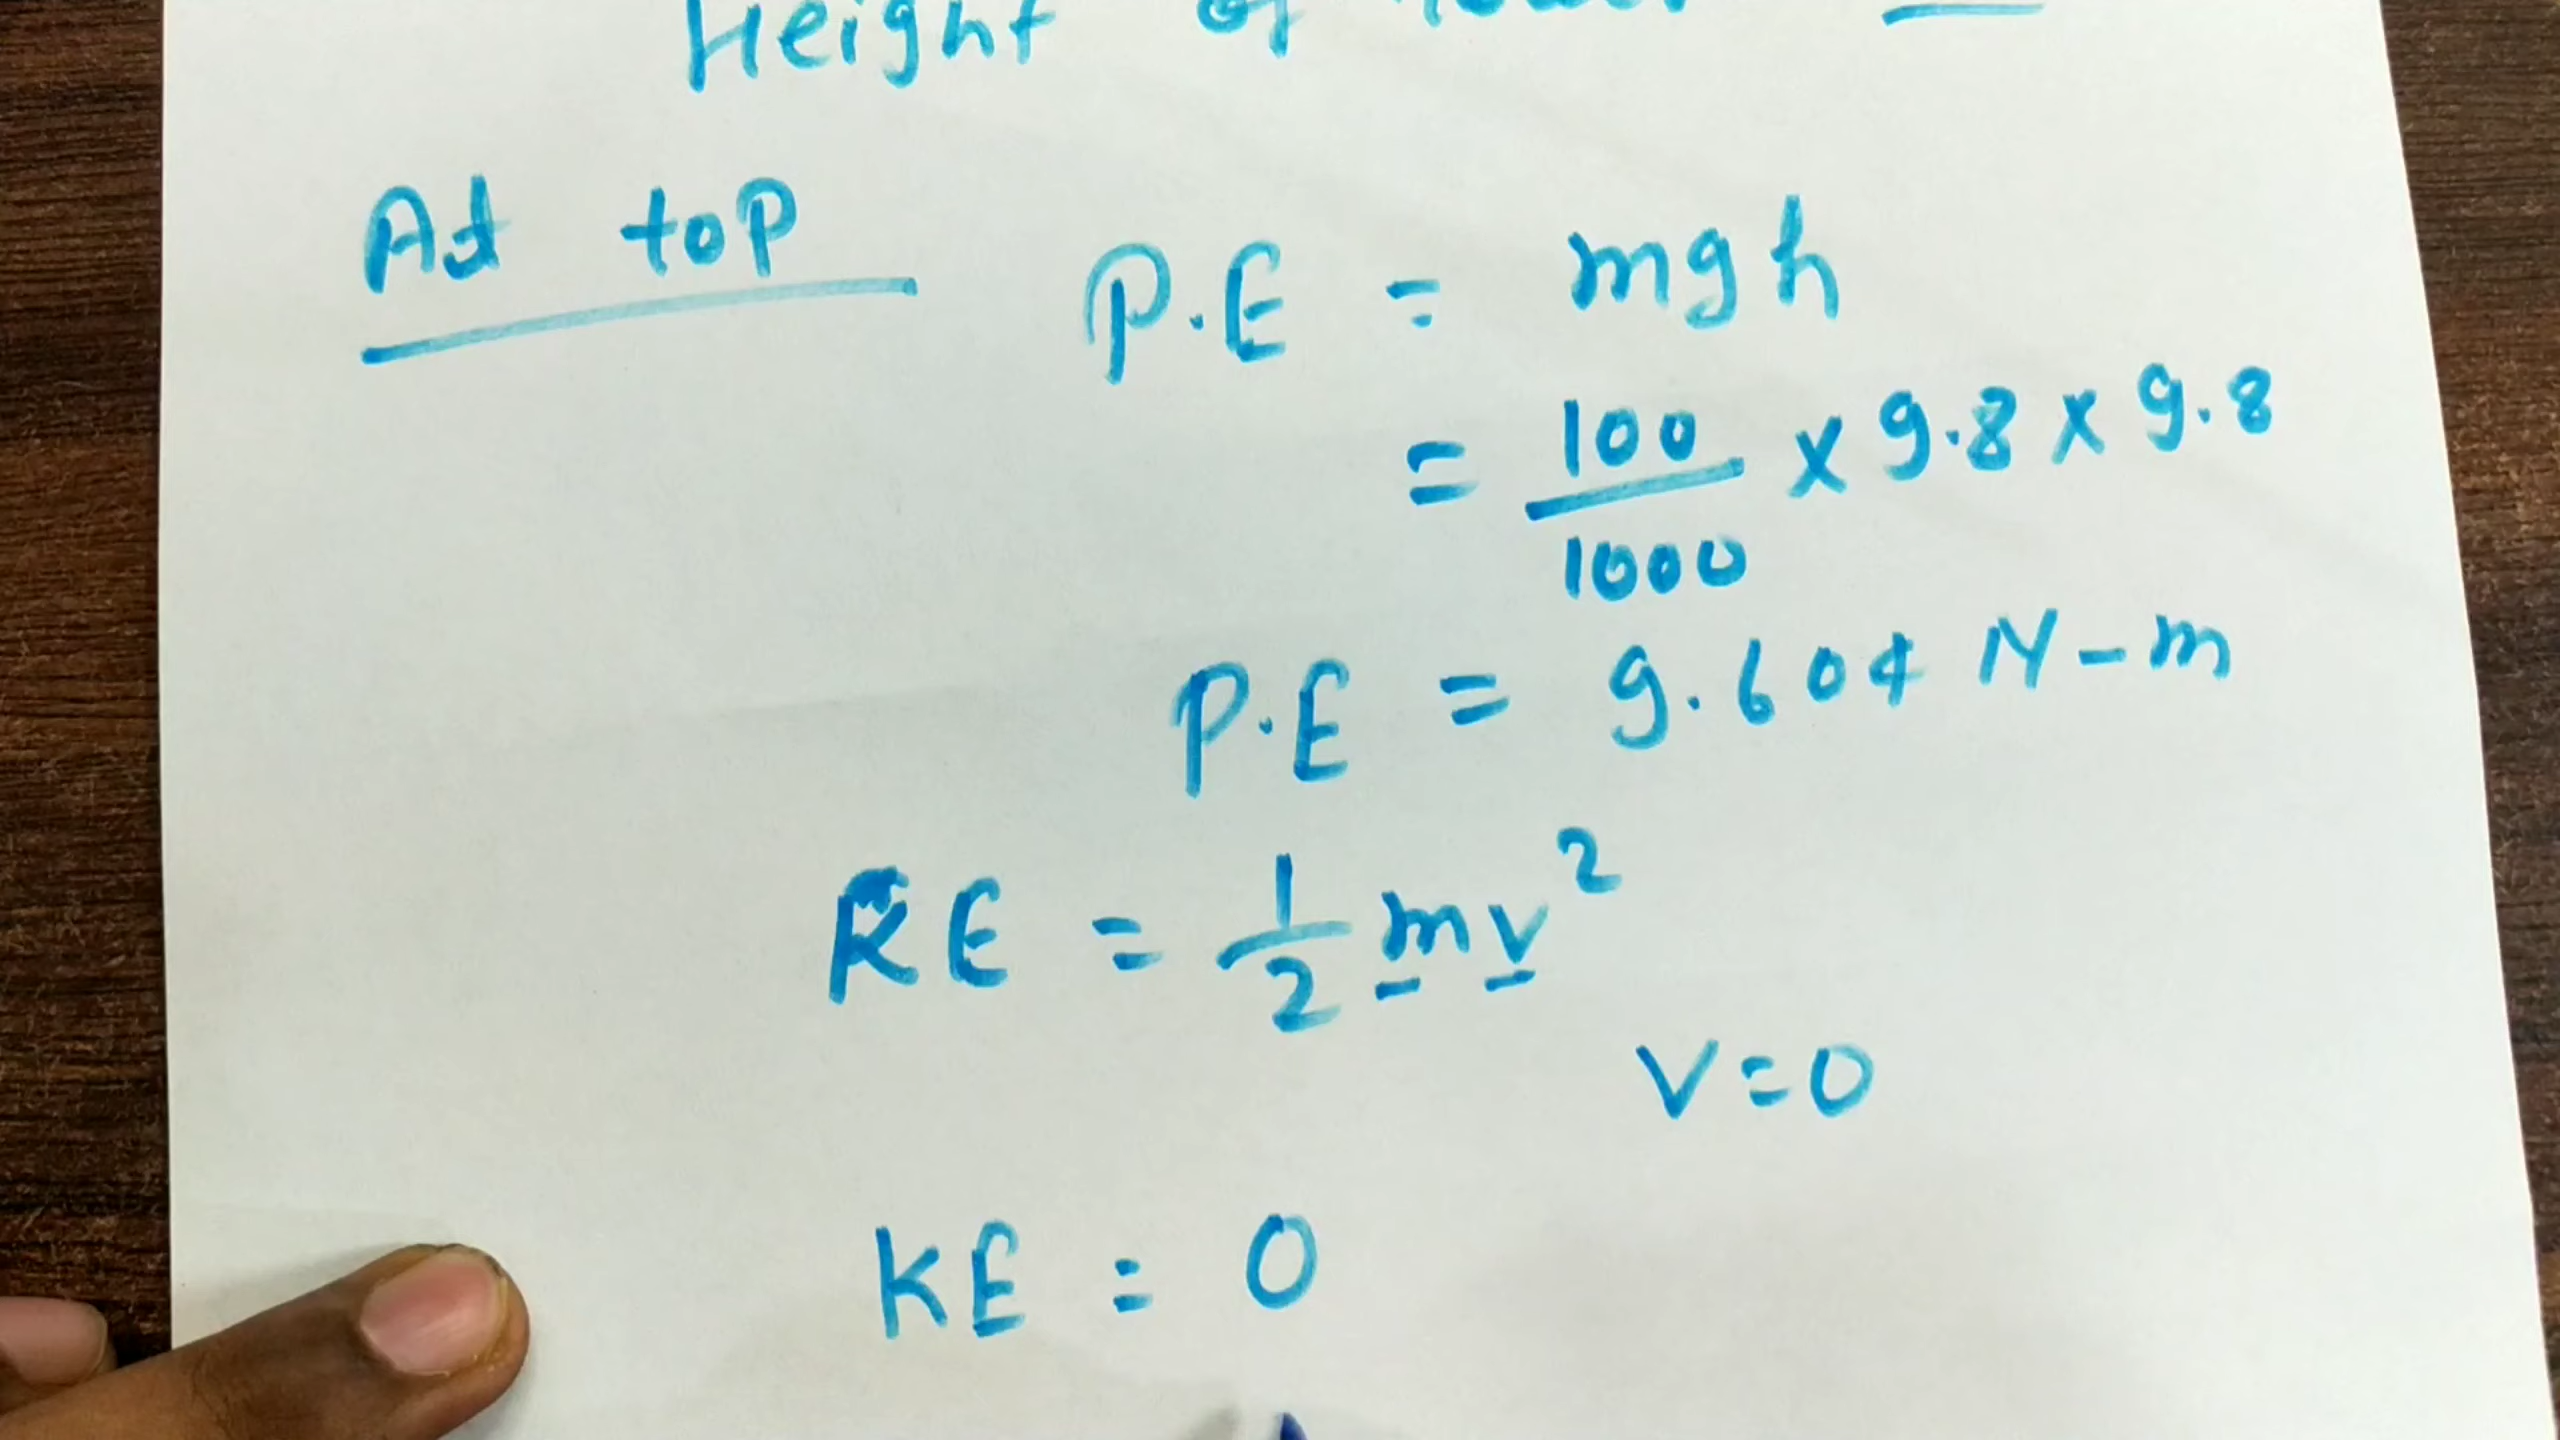 Height of
At top
P.E = mgh
= 100/1000 x 9.8 x 9.8
P.E = 9.604 N-m
KE = 1/2 mv²
V=0
KE = 0